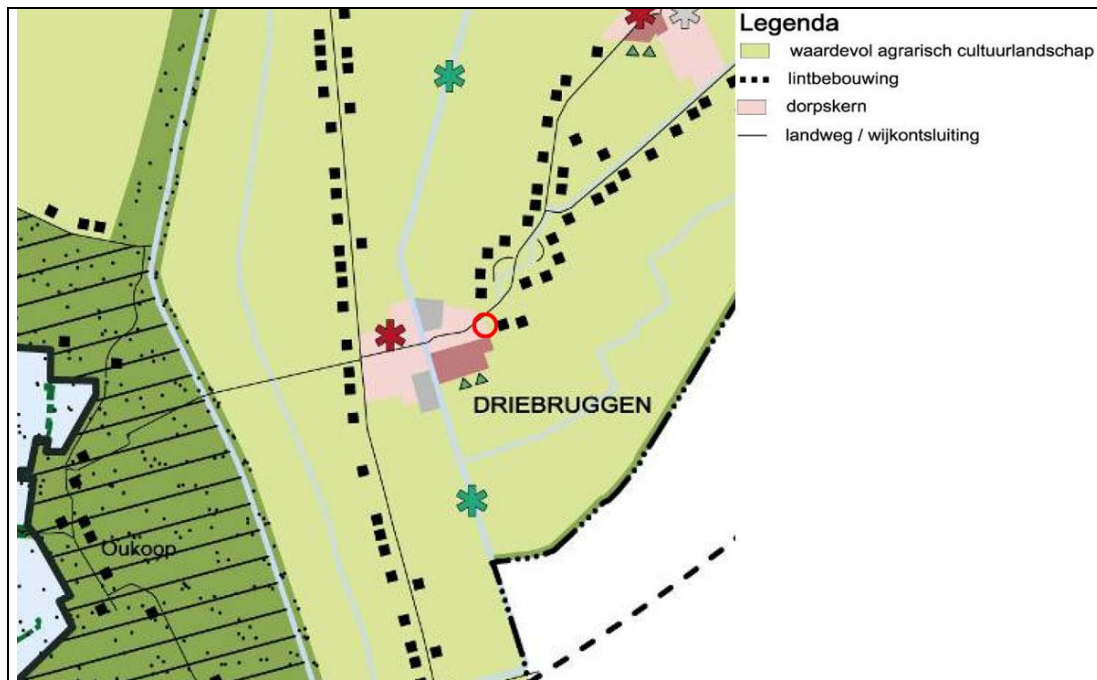 Legenda
waardevol agrarisch cultuurlandschap
lintbebouwing
dorpskern
landweg / wijkontsluiting
DRIEBRUGGEN
Oukoop